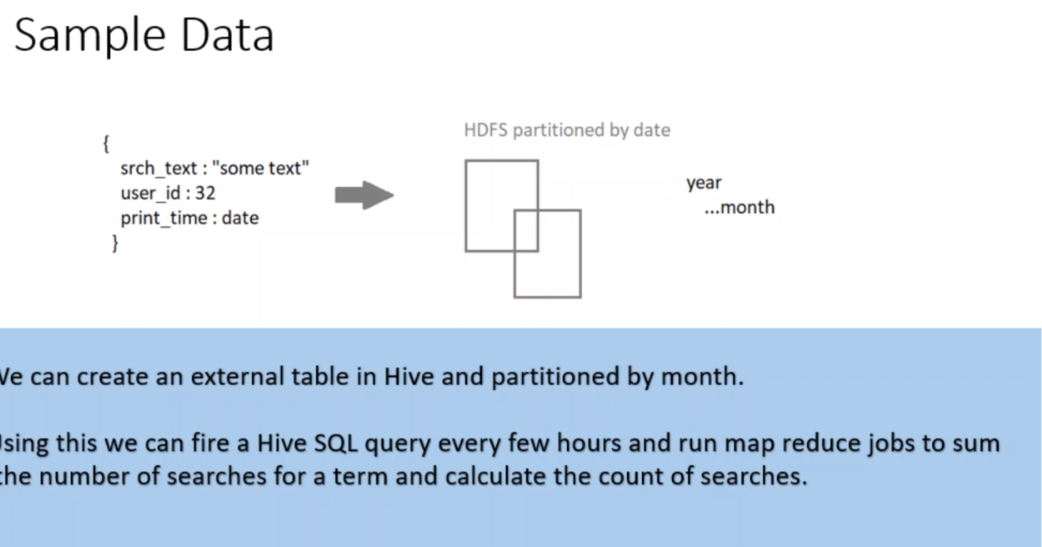 Sample Data
HDFS partitioned by date
{
srch_text : "some text"
user_id : 32
print_time : date
}
year
...month
We can create an external table in Hive and partitioned by month.
Using this we can fire a Hive SQL query every few hours and run map reduce jobs to sum
the number of searches for a term and calculate the count of searches.